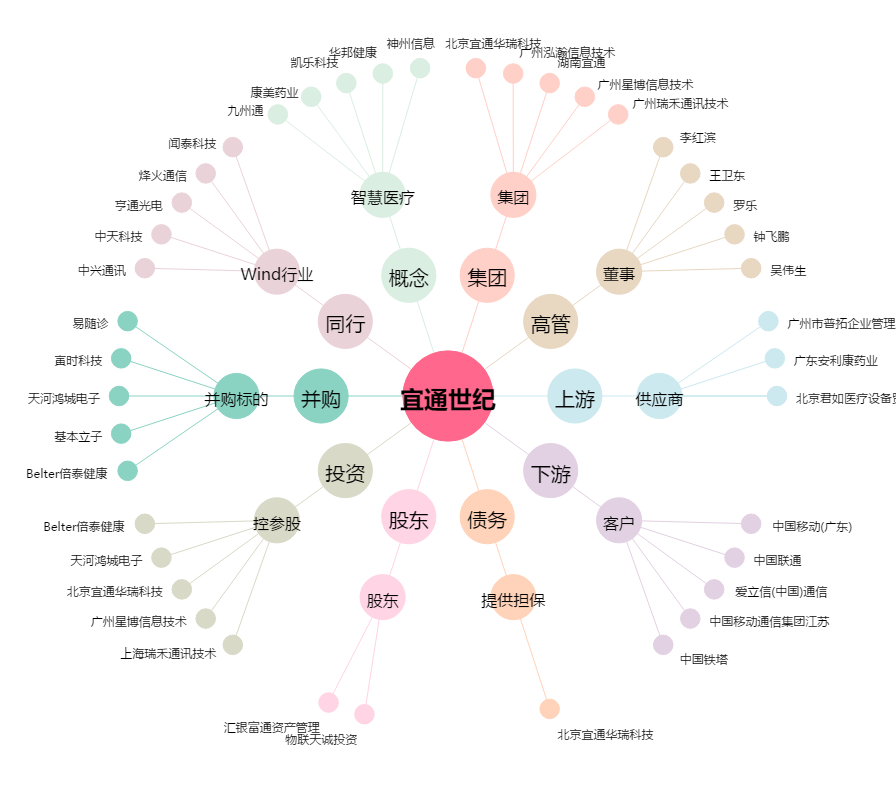 神州信息
华邦健康
凯乐科技
康美药业
九州通
智慧医疗
概念
北京宜通华瑞科技
广州泓瀚信息技术
湖南宜通
广州星博信息技术
广州瑞禾通讯技术
集团
集团
闻泰科技
烽火通信
亨通光电
中天科技
中兴通讯
Wind行业
同行
李红滨
王卫东
罗乐
钟飞鹏
吴伟生
董事
高管
易随诊
寅时科技
天河鸿城电子
基本立子
Belter倍泰健康
并购标的
并购
宜通世纪
上游
供应商
广州市普拓企业管理
广东安利康药业
北京君如医疗设备
投资
控参股
Belter倍泰健康
天河鸿城电子
北京宜通华瑞科技
广州星博信息技术
上海瑞禾通讯技术
下游
客户
中国移动(广东)
中国联通
爱立信(中国)通信
中国移动通信集团江苏
中国铁塔
股东
股东
汇银富通资产管理
物联天诚投资
债务
提供担保
北京宜通华瑞科技